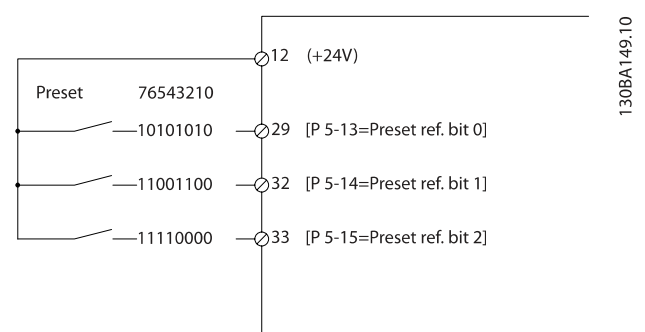 12 (+24V)
Preset 76543210
10101010 29 [P 5-13=Preset ref. bit 0]
11001100 32 [P 5-14=Preset ref. bit 1]
11110000 33 [P 5-15=Preset ref. bit 2]
130BA149.10